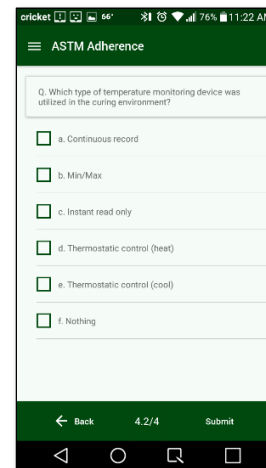 cricket 66° 76% 11:22 AM
ASTM Adherence
Q. Which type of temperature monitoring device was
utilized in the curing environment?
a. Continuous record
b. Min/Max
c. Instant read only
d. Thermostatic control (heat)
e. Thermostatic control (cool)
f. Nothing
Back 4.2/4 Submit